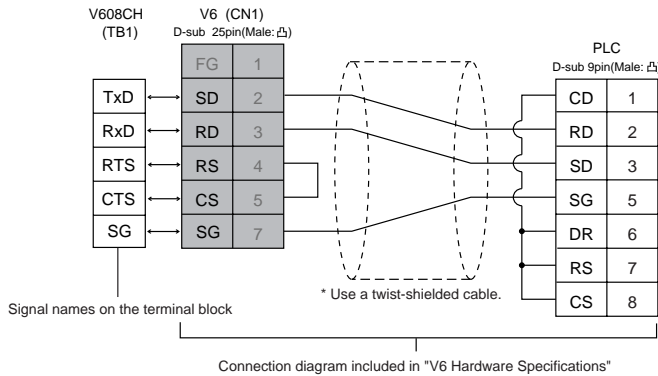 V608CH
(TB1)
V6 (CN1)
D-sub 25pin(Male: 凸)
PLC
D-sub 9pin(Male: 凸)
FG 1
TxD SD 2
RxD RD 3
RTS RS 4
CTS CS 5
SG SG 7
CD 1
RD 2
SD 3
SG 5
DR 6
RS 7
CS 8
* Use a twist-shielded cable.
Signal names on the terminal block
Connection diagram included in "V6 Hardware Specifications"